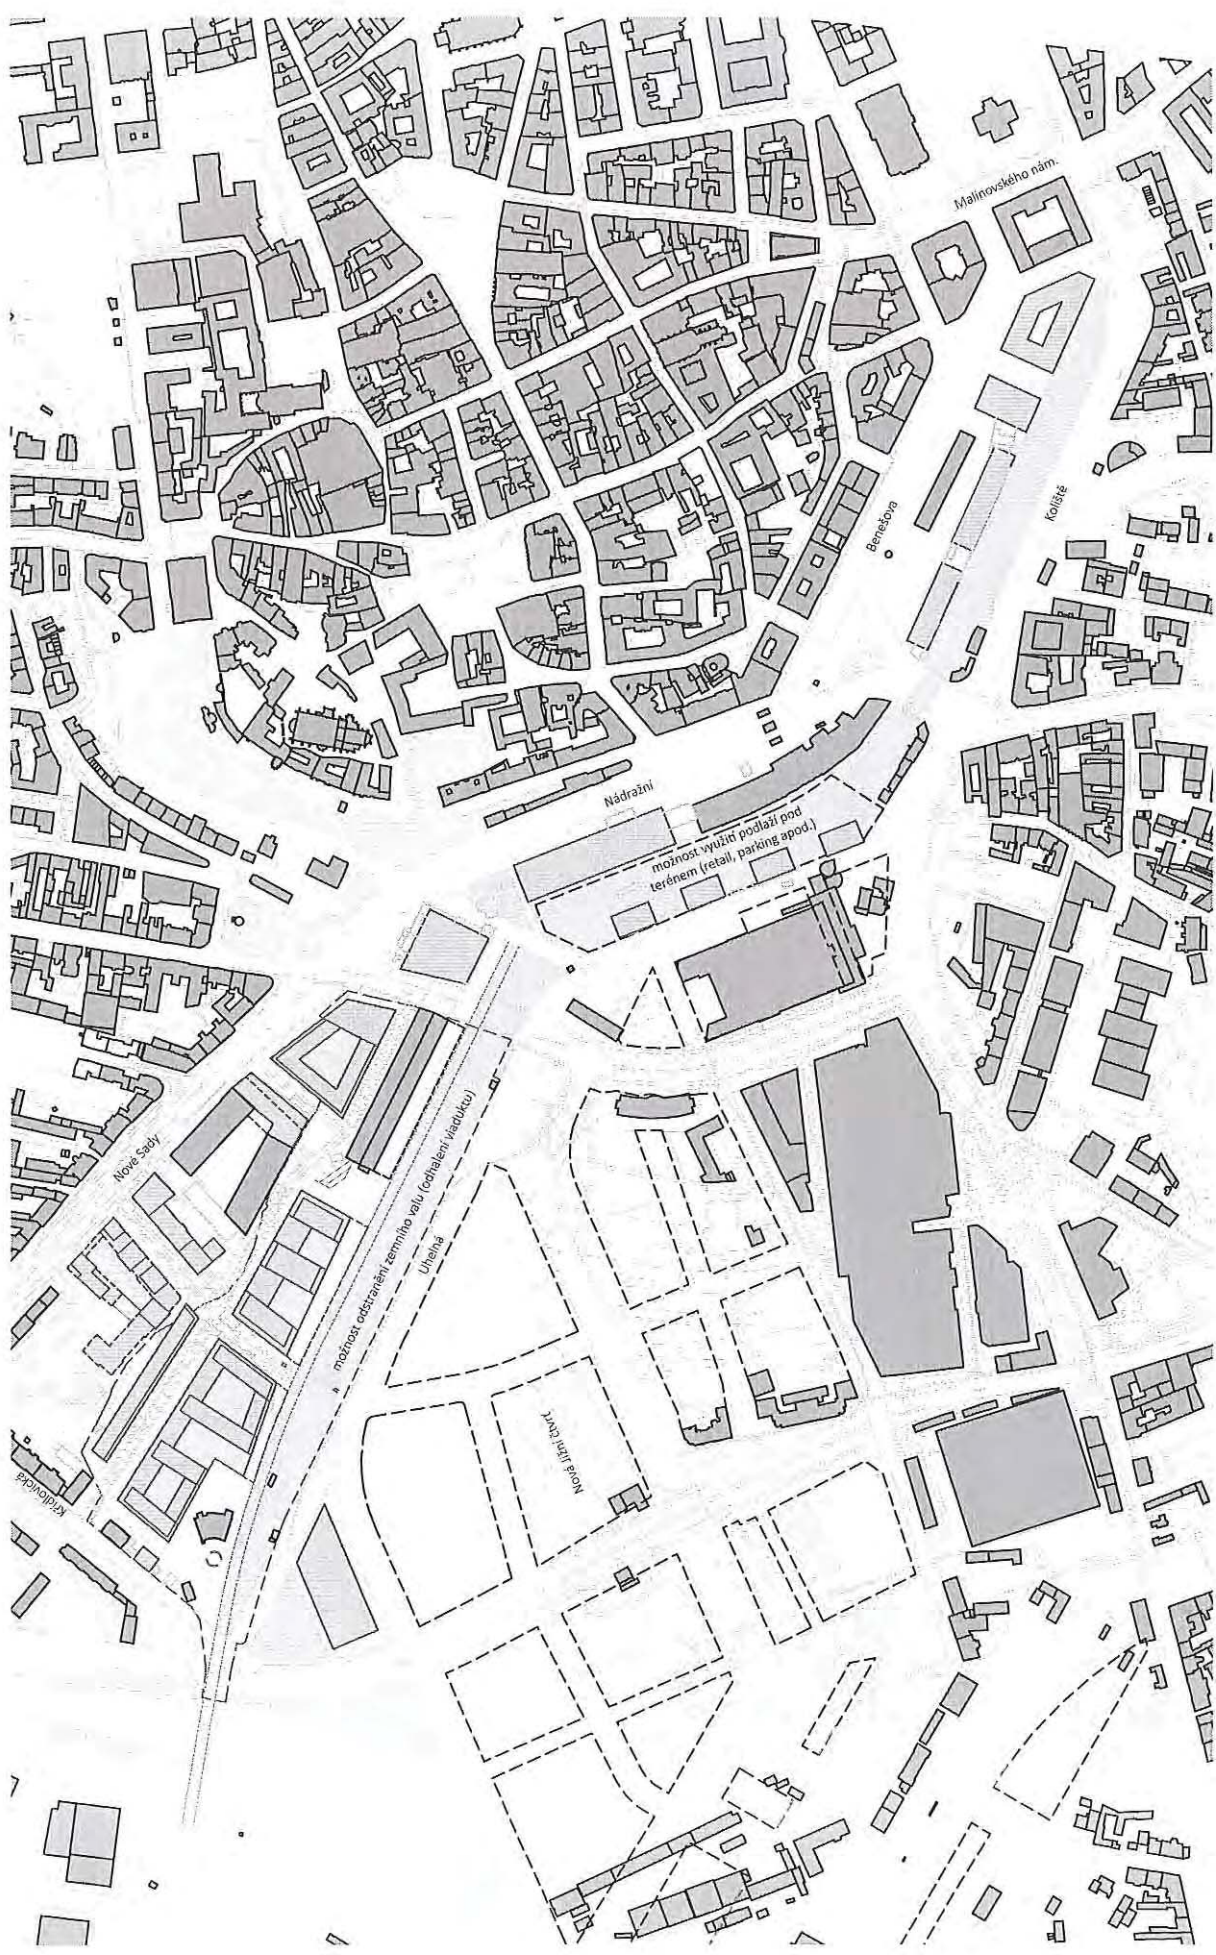 Malinovského nám.
Benešova
Koliště
Nádražní
možnost využití podlaží pod
terénem (retail, parking apod.)
Nové Sady
možnost odstranění zemního valu (odhalení viaduktu)
Uhelná
Nová jižní čtvrť
Křídlovická